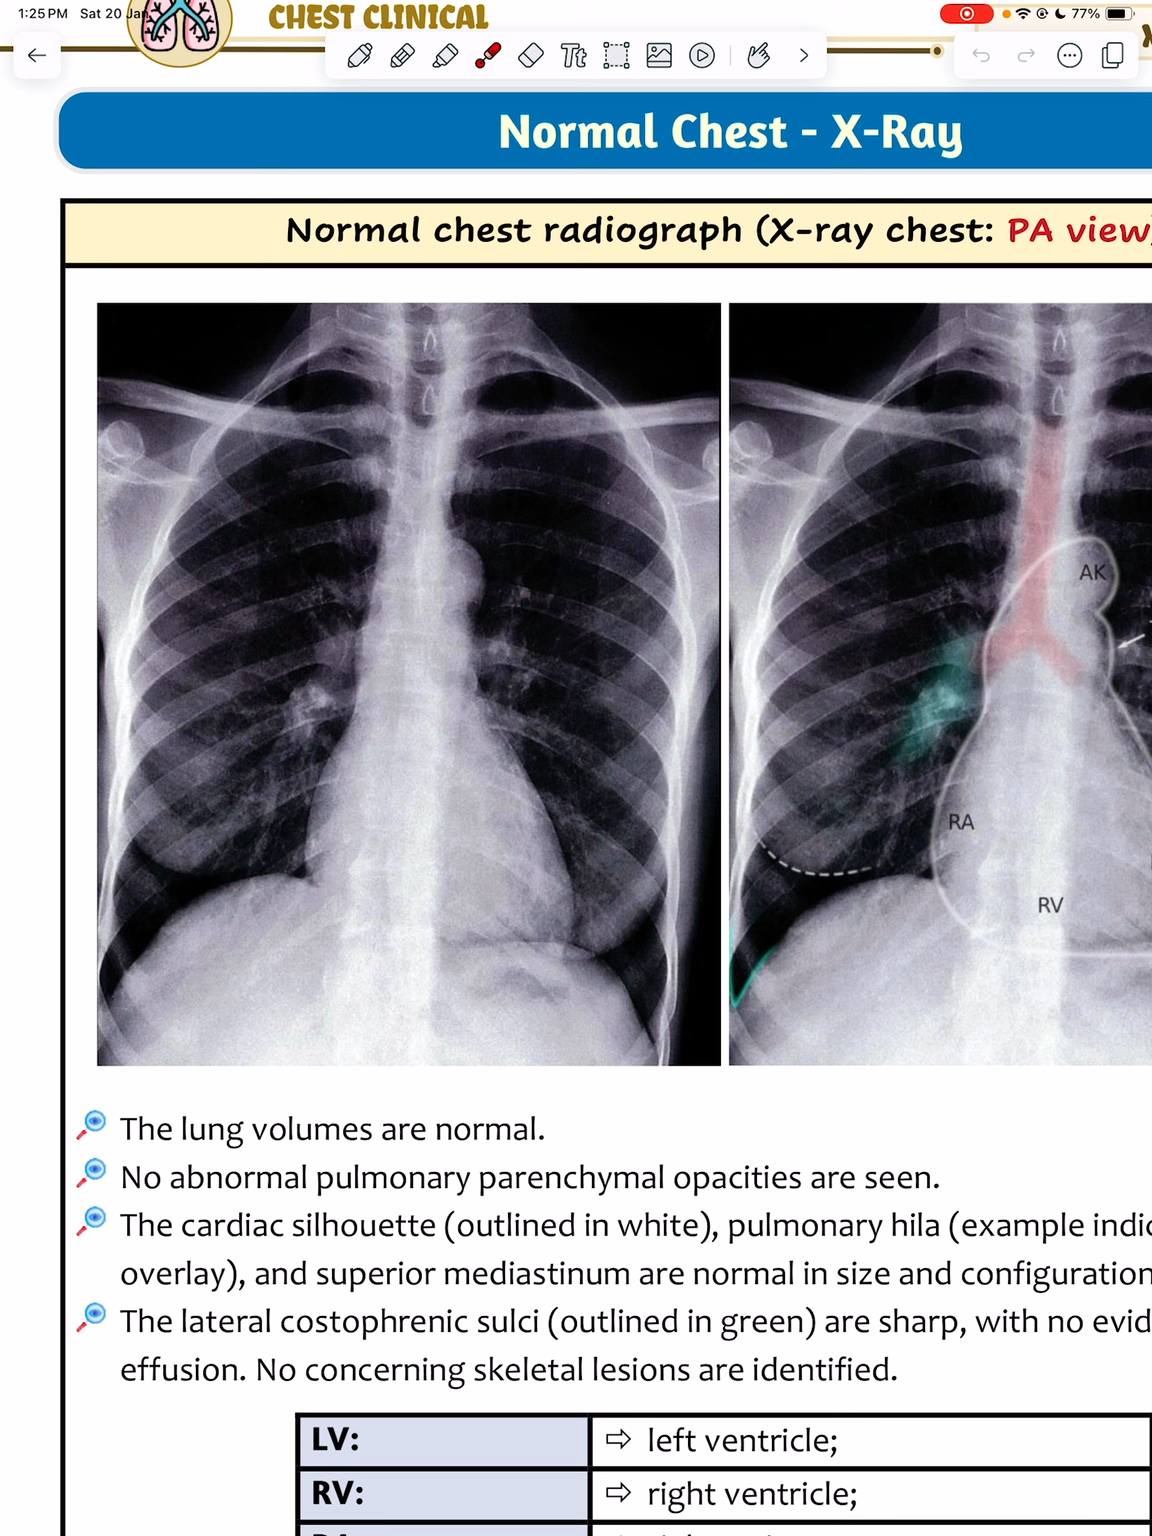 1:25 PM Sat 20 Jan
77%
CHEST CLINICAL
Tt
Normal Chest - X-Ray
Normal chest radiograph (X-ray chest: PA view)
AK
RA
RV
The lung volumes are normal.
No abnormal pulmonary parenchymal opacities are seen.
The cardiac silhouette (outlined in white), pulmonary hila (example indic
overlay), and superior mediastinum are normal in size and configuration
The lateral costophrenic sulci (outlined in green) are sharp, with no evid
effusion. No concerning skeletal lesions are identified.
LV: ⇨ left ventricle;
RV: ⇨ right ventricle;